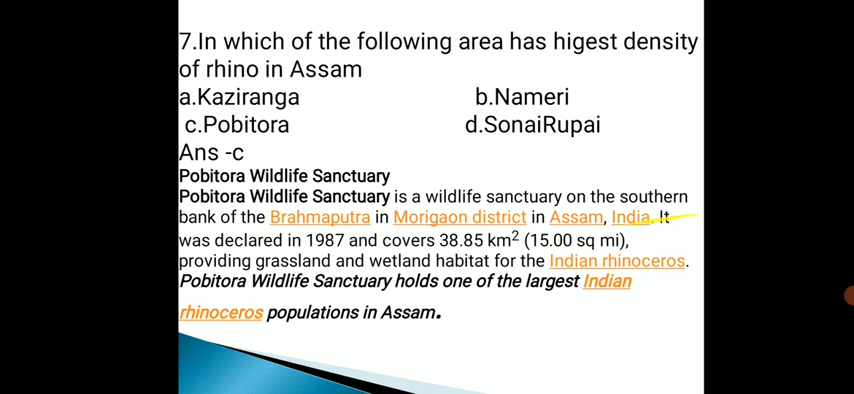 7.In which of the following area has higest density
of rhino in Assam
a.Kaziranga b.Nameri
c.Pobitora d.SonaiRupai
Ans -c
Pobitora Wildlife Sanctuary
Pobitora Wildlife Sanctuary is a wildlife sanctuary on the southern
bank of the Brahmaputra in Morigaon district in Assam, India. It
was declared in 1987 and covers 38.85 km² (15.00 sq mi),
providing grassland and wetland habitat for the Indian rhinoceros.
Pobitora Wildlife Sanctuary holds one of the largest Indian
rhinoceros populations in Assam.